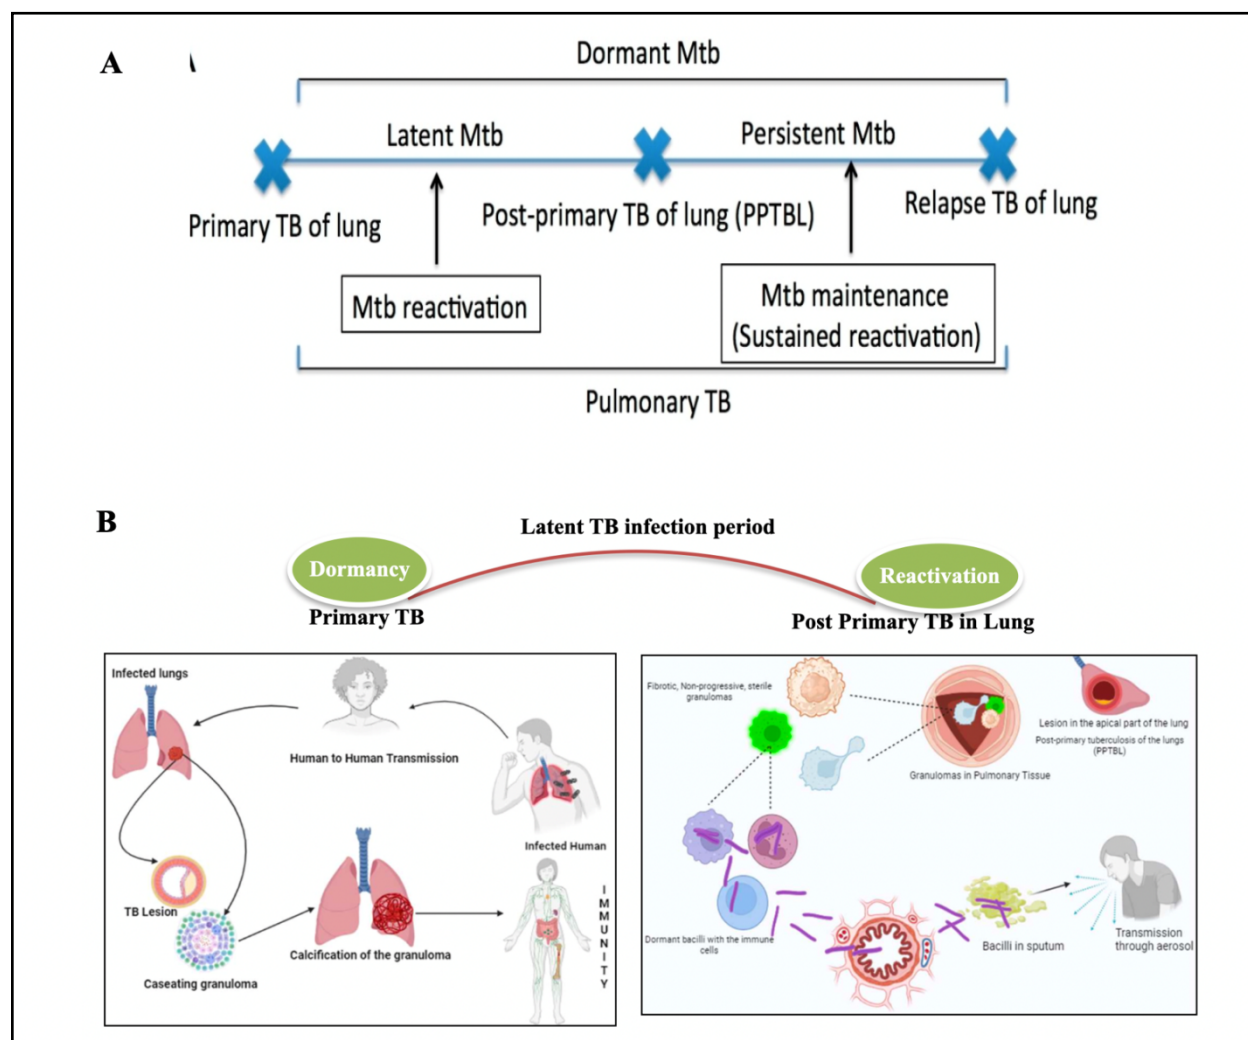 A
Dormant Mtb
Latent Mtb
Persistent Mtb
Primary TB of lung
Post-primary TB of lung (PPTBL)
Relapse TB of lung
Mtb reactivation
Mtb maintenance
(Sustained reactivation)
Pulmonary TB
B
Latent TB infection period
Dormancy
Reactivation
Primary TB
Post Primary TB in Lung
Infected lungs
Human to Human Transmission
Infected Human
TB Lesion
Caseating granuloma
Calcification of the granuloma
IMMUNITY
Fibrotic, Non-progressive, sterile
granulomas
Granulomas in Pulmonary Tissue
Lesion in the apical part of the lung
Post-primary tuberculosis of the lungs
(PPTBL)
Dormant bacilli with the immune
cells
Bacilli in sputum
Transmission
through aerosol